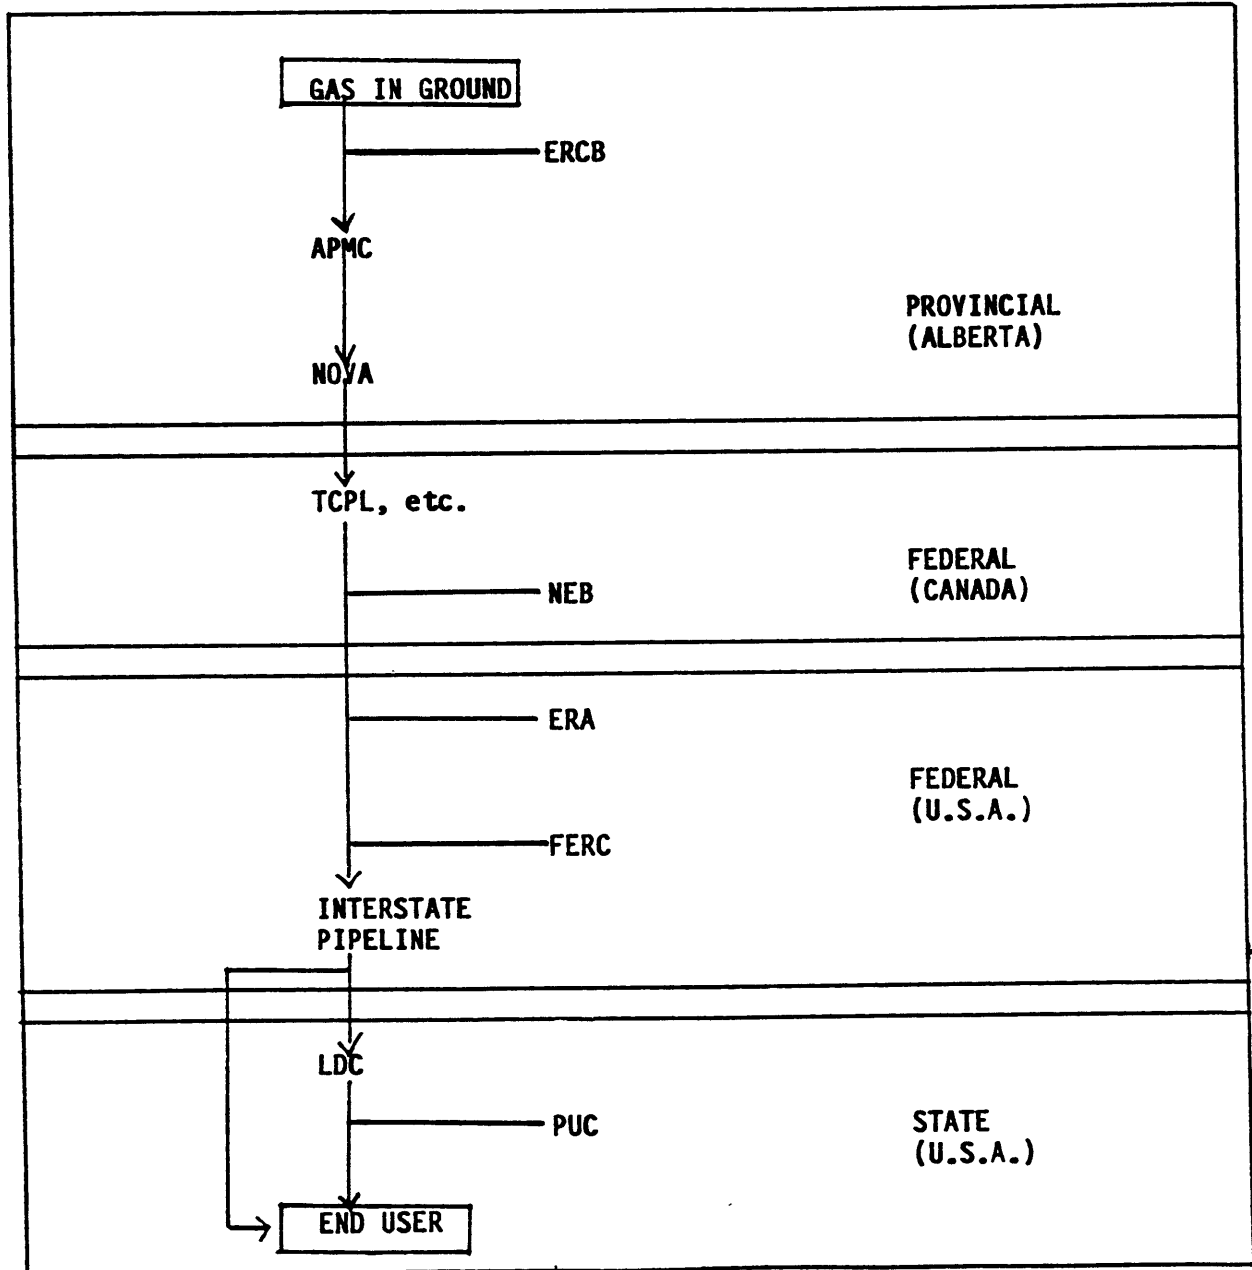 GAS IN GROUND
ERCB
APMC
PROVINCIAL
(ALBERTA)
NOVA
TCPL, etc.
FEDERAL
(CANADA)
NEB
ERA
FEDERAL
(U.S.A.)
FERC
INTERSTATE
PIPELINE
LDC
PUC
STATE
(U.S.A.)
END USER